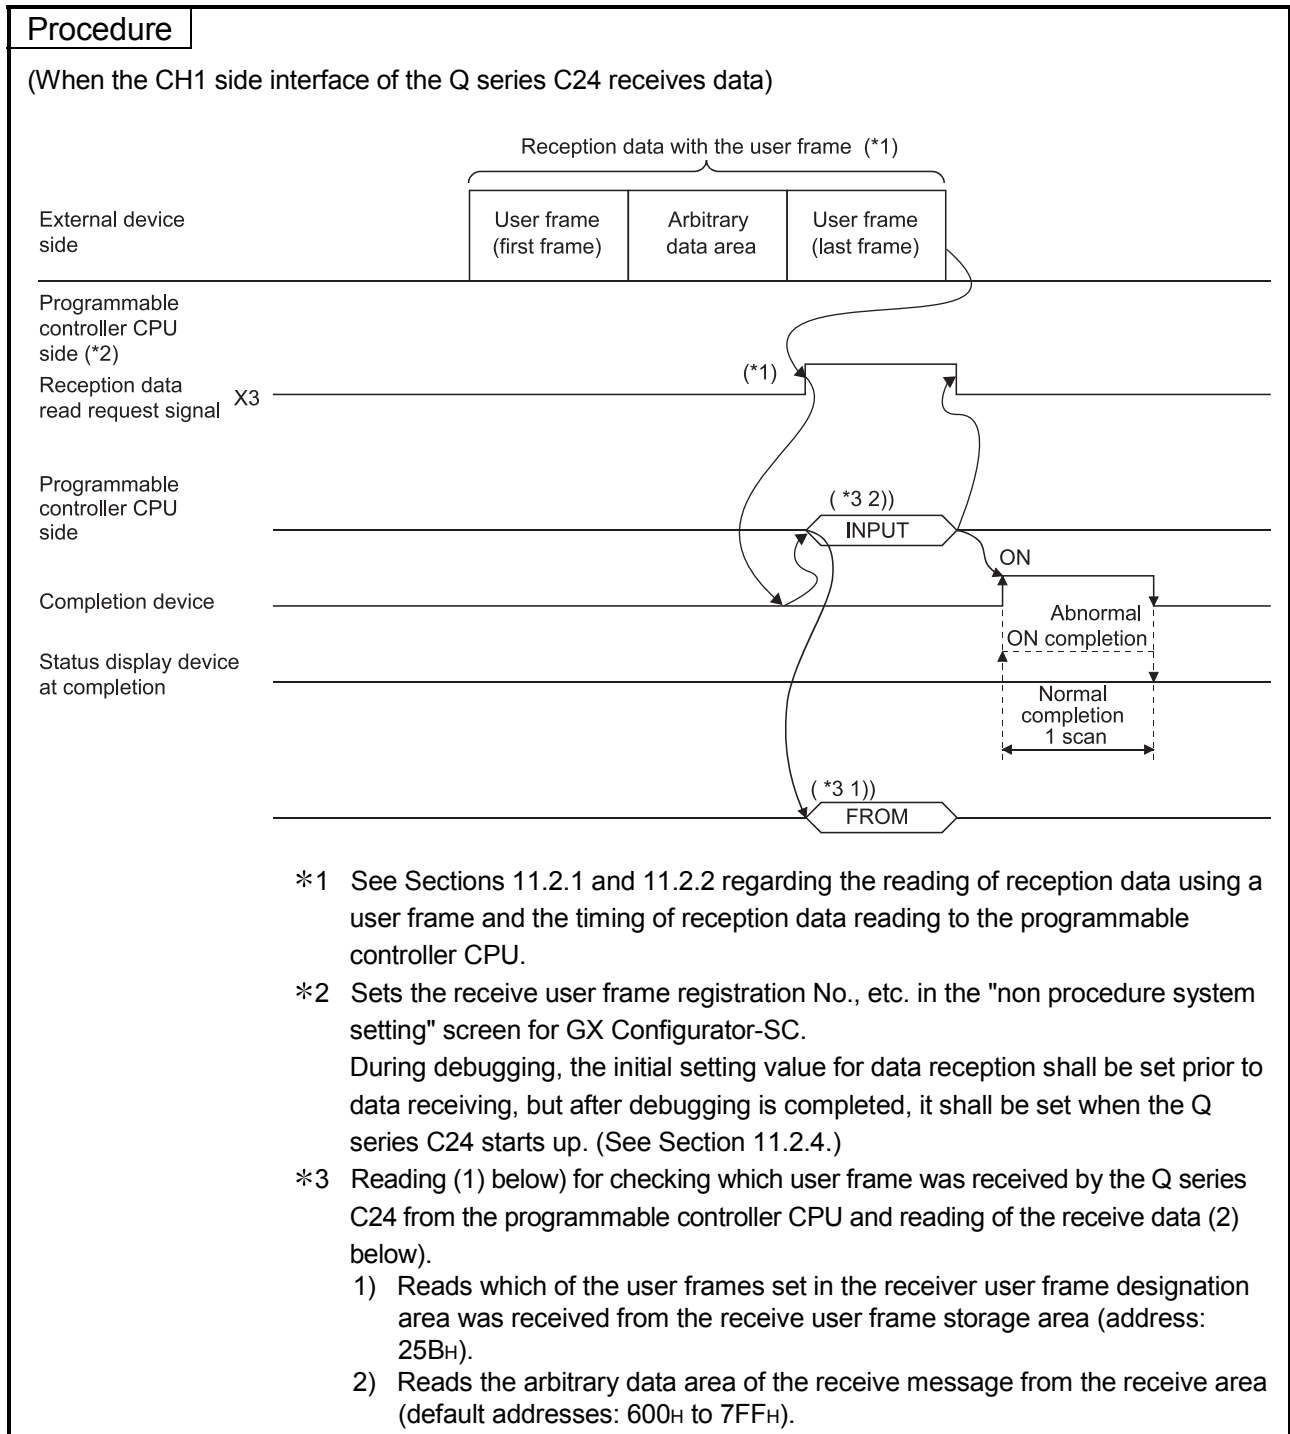 Procedure
(When the CH1 side interface of the Q series C24 receives data)
Reception data with the user frame (*1)
External device
side
User frame
(first frame)
Arbitrary
data area
User frame
(last frame)
Programmable
controller CPU
side (*2)
Reception data
read request signal
X3
(*1)
Programmable
controller CPU
side
( *3 2))
INPUT
ON
Completion device
Abnormal
ON completion
Status display device
at completion
Normal
completion
1 scan
( *3 1))
FROM
*1 See Sections 11.2.1 and 11.2.2 regarding the reading of reception data using a
user frame and the timing of reception data reading to the programmable
controller CPU.
*2 Sets the receive user frame registration No., etc. in the "non procedure system
setting" screen for GX Configurator-SC.
During debugging, the initial setting value for data reception shall be set prior to
data receiving, but after debugging is completed, it shall be set when the Q
series C24 starts up. (See Section 11.2.4.)
*3 Reading (1) below) for checking which user frame was received by the Q series
C24 from the programmable controller CPU and reading of the receive data (2)
below).
1) Reads which of the user frames set in the receiver user frame designation
area was received from the receive user frame storage area (address:
25BH).
2) Reads the arbitrary data area of the receive message from the receive area
(default addresses: 600H to 7FFH).